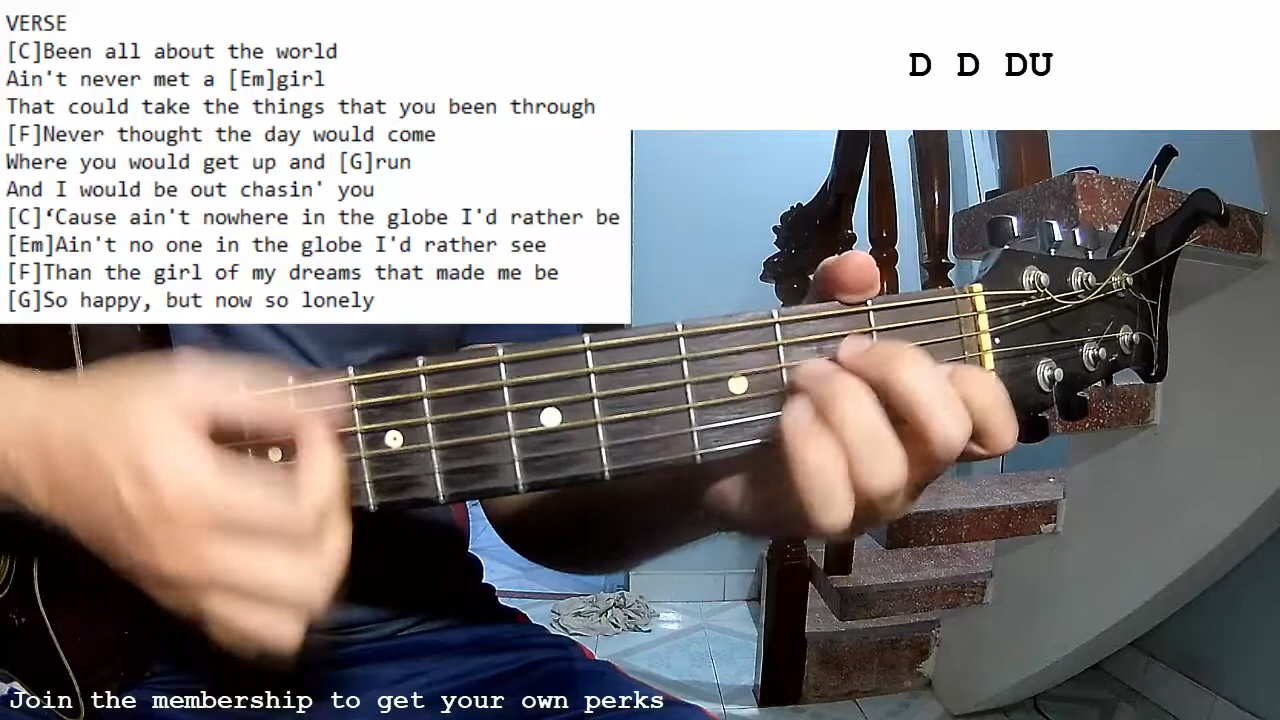 VERSE
[C]Been all about the world
Ain't never met a [Em]girl
That could take the things that you been through
[F]Never thought the day would come
Where you would get up and [G]run
And I would be out chasin' you
[C]‘Cause ain't nowhere in the globe I'd rather be
[Em]Ain't no one in the globe I'd rather see
[F]Than the girl of my dreams that made me be
[G]So happy, but now so lonely
D D DU
Join the membership to get your own perks